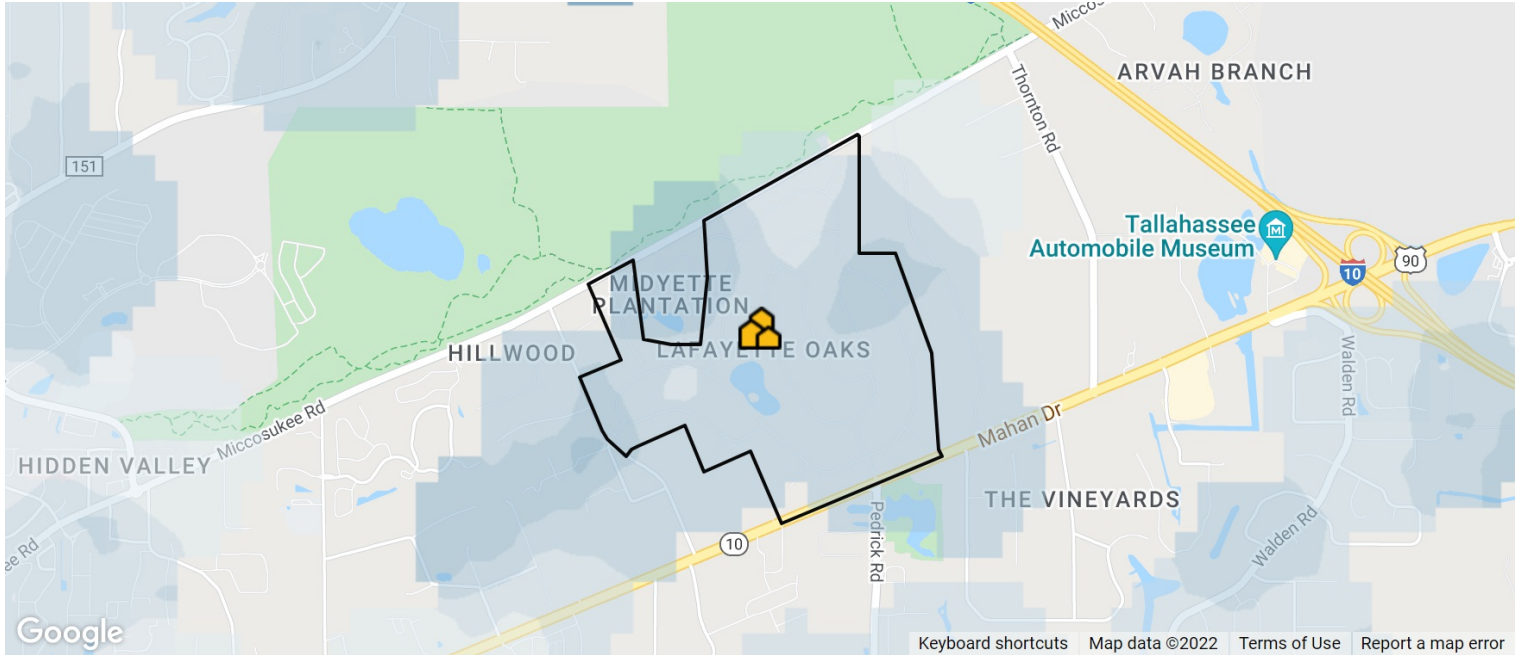 Miccos
ARVAH BRANCH
Thornton Rd
151
Tallahassee
Automobile Museum
M
10
90
MIDYETTE
PLANTATION
HILLWOOD
LAFAYETTE OAKS
Walden Rd
Miccosukee Rd
Mahan Dr
HIDDEN VALLEY
THE VINEYARDS
Pedrick Rd
Walden Rd
10
ee Rd
Google
Keyboard shortcuts
Map data ©2022
Terms of Use
Report a map error